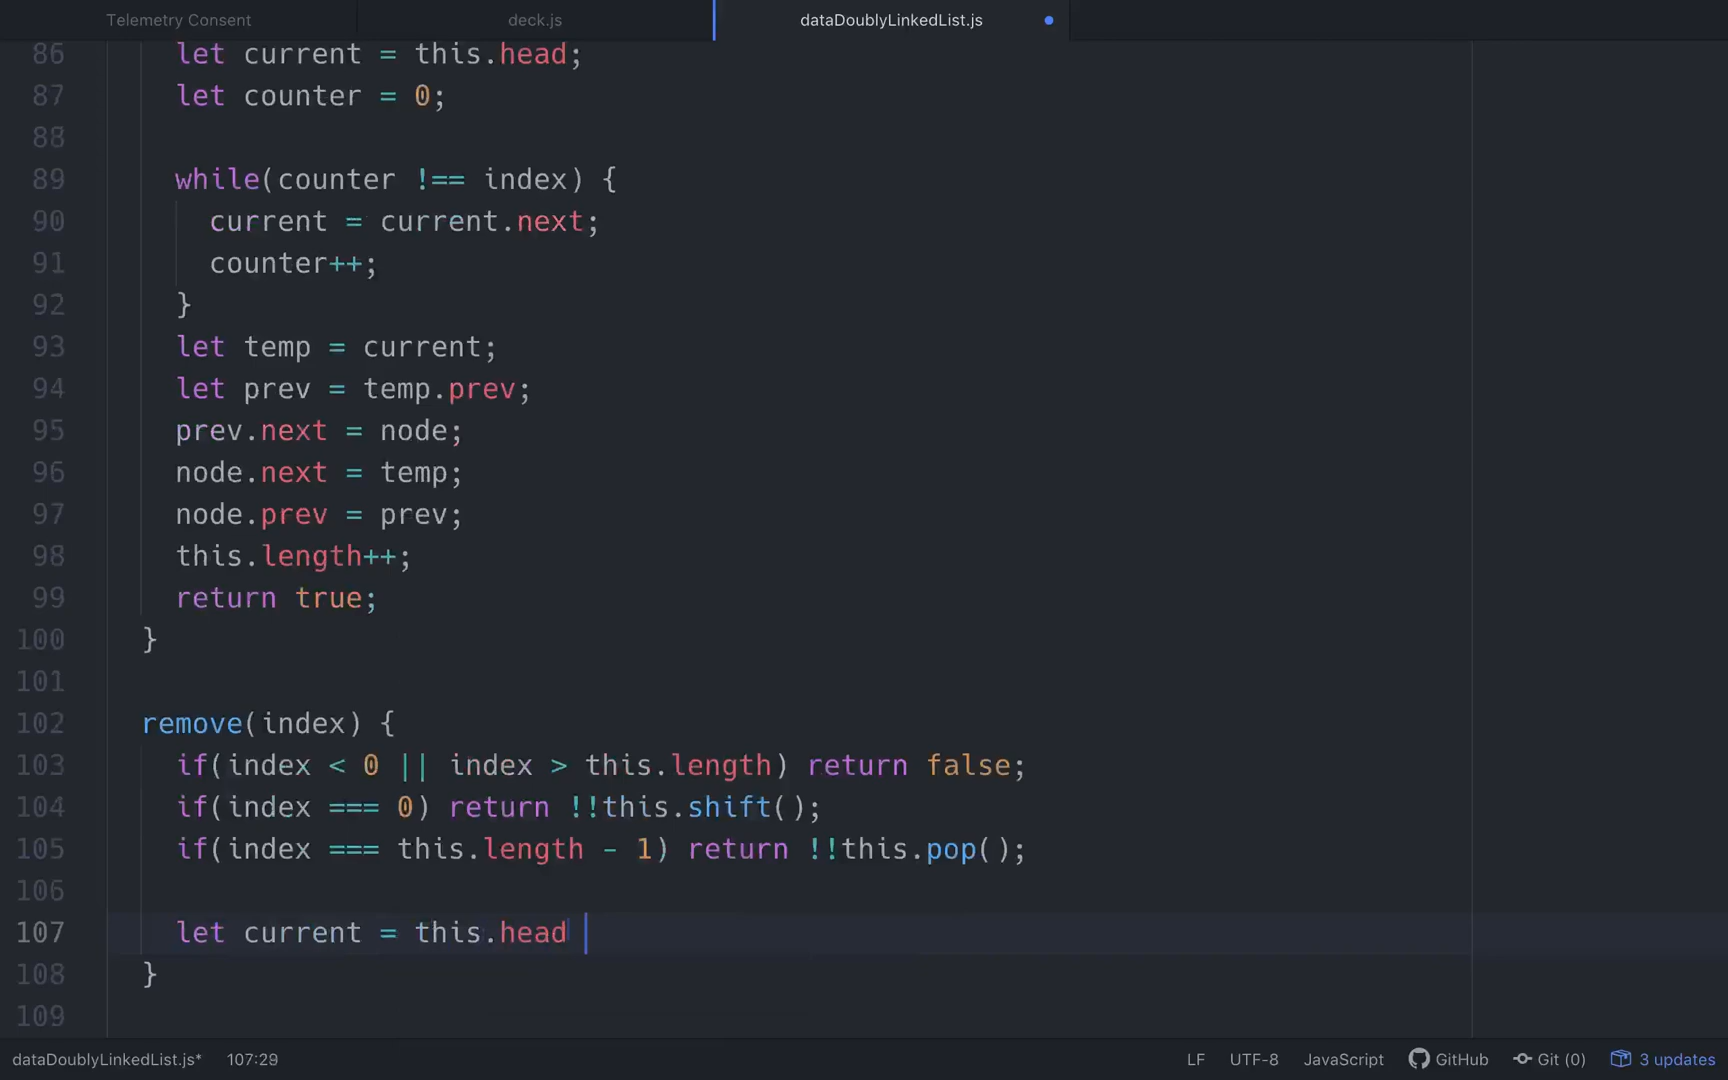 Telemetry Consent deck.js dataDoublyLinkedList.js
86 let current = this.head;
87 let counter = 0;
88
89 while(counter !== index) {
90 current = current.next;
91 counter++;
92 }
93 let temp = current;
94 let prev = temp.prev;
95 prev.next = node;
96 node.next = temp;
97 node.prev = prev;
98 this.length++;
99 return true;
100 }
101
102 remove(index) {
103 if(index < 0 || index > this.length) return false;
104 if(index === 0) return !!this.shift();
105 if(index === this.length - 1) return !!this.pop();
106
107 let current = this.head
108 }
109
dataDoublyLinkedList.js* 107:29 LF UTF-8 JavaScript GitHub Git (0) 3 updates